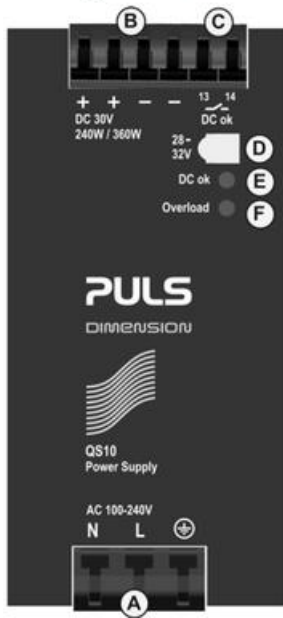 B C
+ + − − 13 14
DC 30V
240W / 360W
DC ok
28-
32V
D
DC ok E
Overload F
PULS
DIMENSION
QS10
Power Supply
AC 100-240V
N L
A